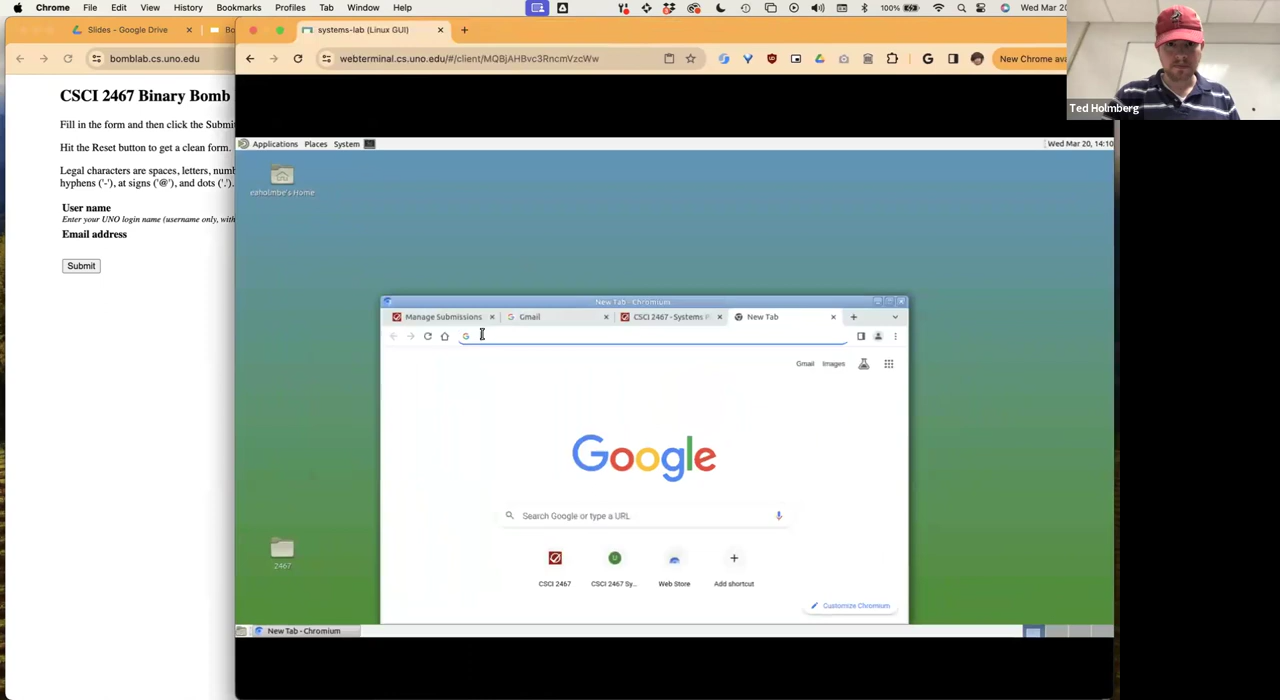 Chrome File Edit View History Bookmarks Profiles Tab Window Help 100% Wed Mar 20
Slides - Google Drive
systems-lab (Linux GUI)
bomblab.cs.uno.edu
webterminal.cs.uno.edu/#/client/MQBjAHBvc3RncmVzcWw
New Chrome ava
Ted Holmberg
CSCI 2467 Binary Bomb
Fill in the form and then click the Submi
Hit the Reset button to get a clean form.
Legal characters are spaces, letters, numb
hyphens ('-'), at signs ('@'), and dots ('.').
User name
Enter your UNO login name (username only, with
Email address
Submit
Applications Places System
Wed Mar 20, 14:10
eaholmbe's Home
2467
New Tab - Chromium
Manage Submissions
Gmail
CSCI 2467 - Systems
New Tab
Gmail Images
Google
Search Google or type a URL
CSCI 2467
CSCI 2467 Sy...
Web Store
Add shortcut
Customize Chromium
New Tab - Chromium